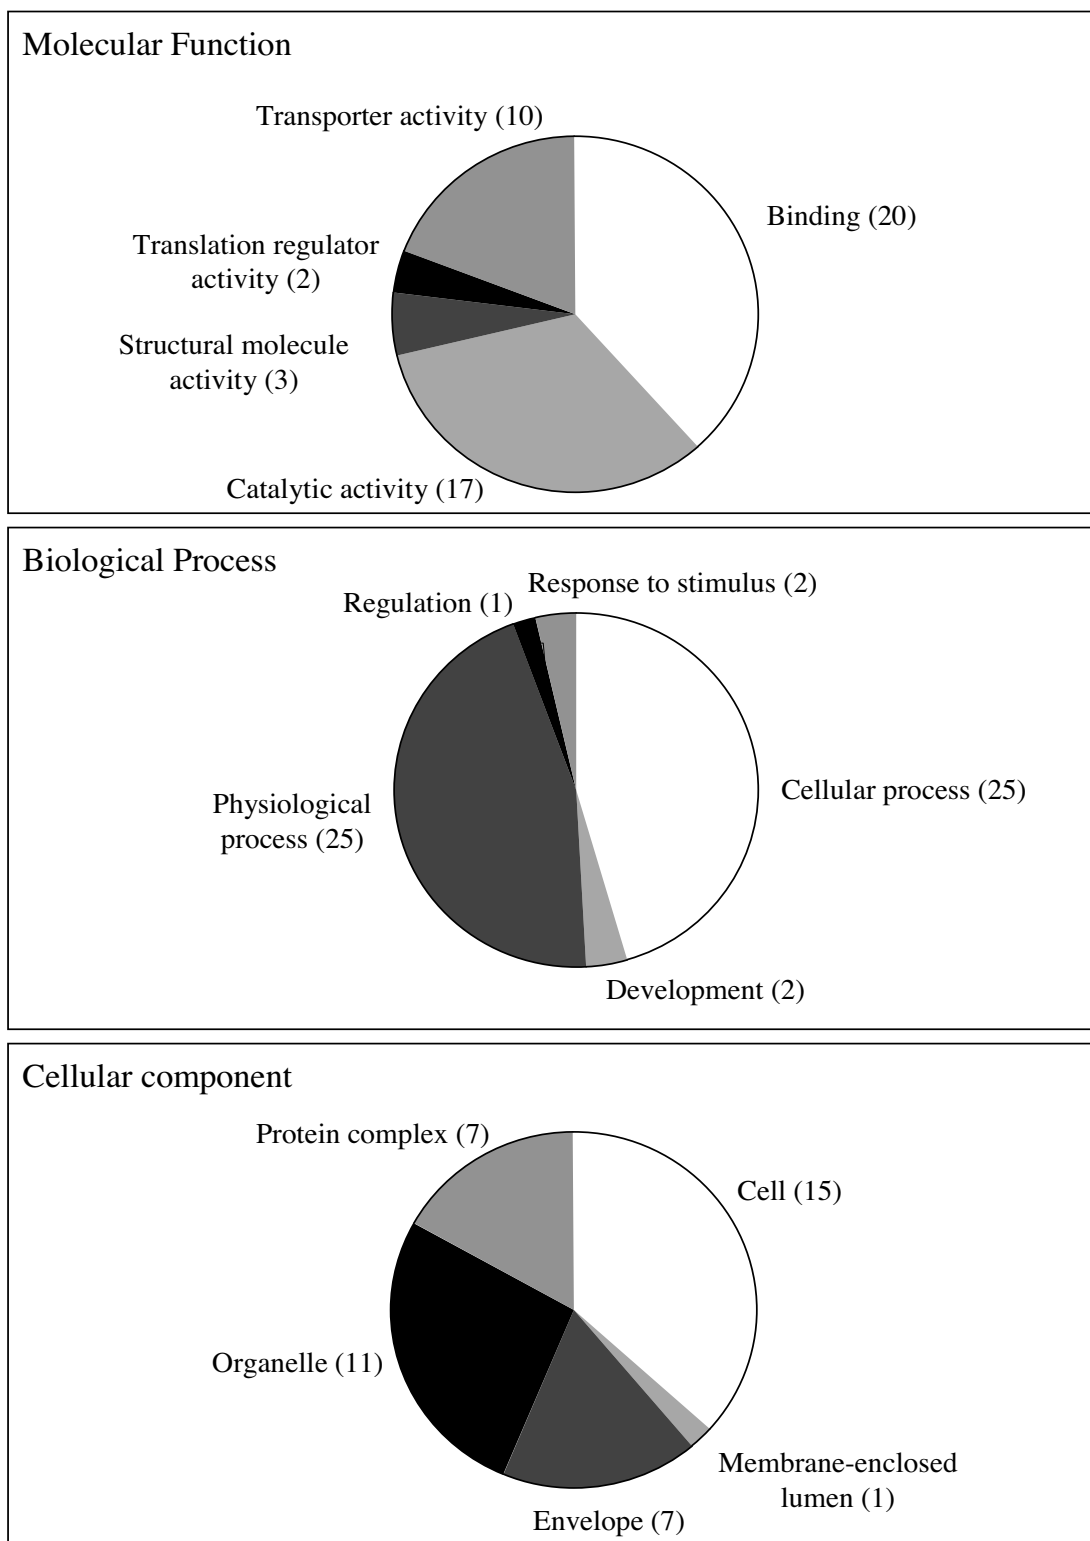 Molecular Function
Transporter activity (10)
Binding (20)
Translation regulator
activity (2)
Structural molecule
activity (3)
Catalytic activity (17)
Biological Process
Response to stimulus (2)
Regulation (1)
Cellular process (25)
Physiological
process (25)
Development (2)
Cellular component
Protein complex (7)
Cell (15)
Organelle (11)
Membrane-enclosed
lumen (1)
Envelope (7)